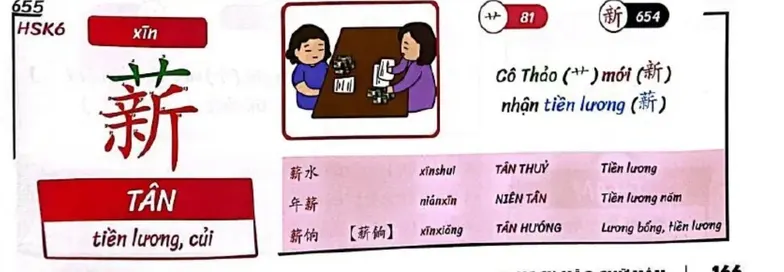 655
HSK6
xīn
薪
TÂN
tiền lương, củi
艹 81
新 654
Cô Thảo (艹) mới (新)
nhận tiền lương (薪)
薪水 xīnshuǐ TÂN THUỶ Tiền lương
年薪 niánxīn NIÊN TÂN Tiền lương năm
薪饷 【薪餉】 xīnxiǎng TÂN HƯỚNG Lương bổng, tiền lương
166